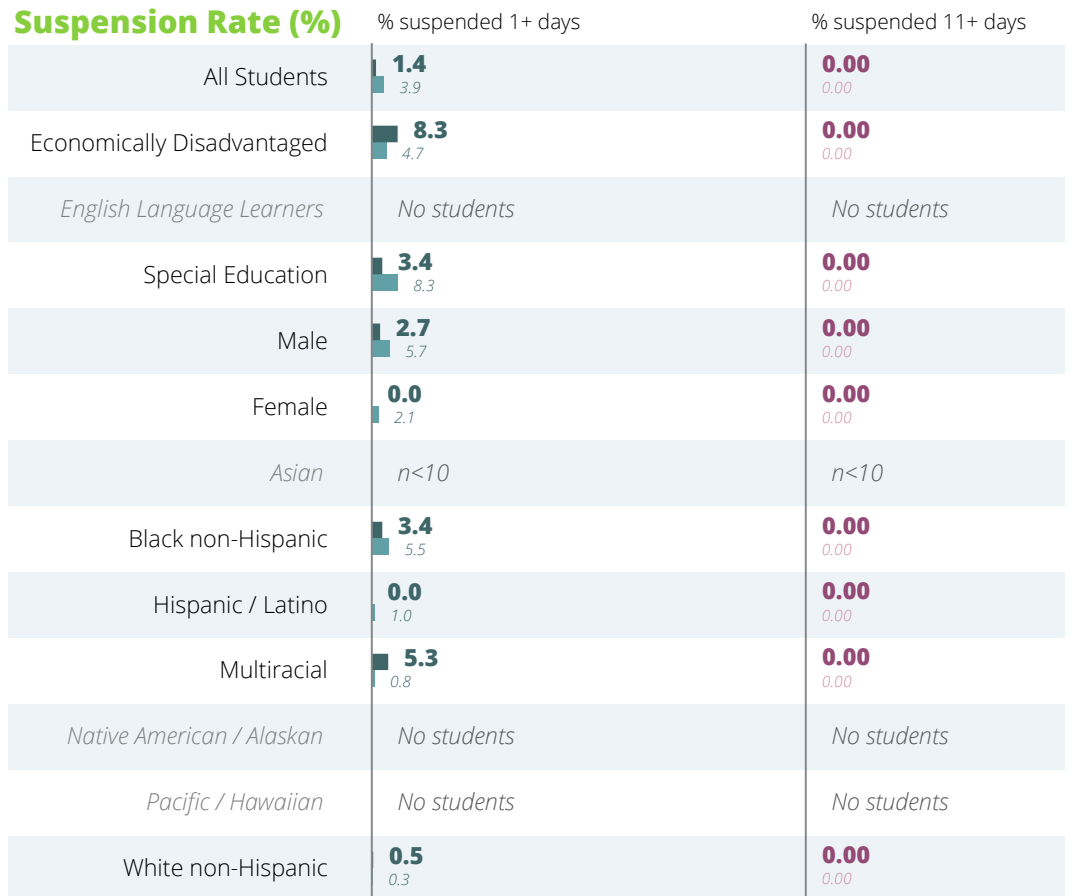 Suspension Rate (%) % suspended 1+ days % suspended 11+ days
All Students 1.4 0.00
3.9 0.00
Economically Disadvantaged 8.3 0.00
4.7 0.00
English Language Learners No students No students
Special Education 3.4 0.00
8.3 0.00
Male 2.7 0.00
5.7 0.00
Female 0.0 0.00
2.1 0.00
Asian n<10 n<10
Black non-Hispanic 3.4 0.00
5.5 0.00
Hispanic / Latino 0.0 0.00
1.0 0.00
Multiracial 5.3 0.00
0.8 0.00
Native American / Alaskan No students No students
Pacific / Hawaiian No students No students
White non-Hispanic 0.5 0.00
0.3 0.00